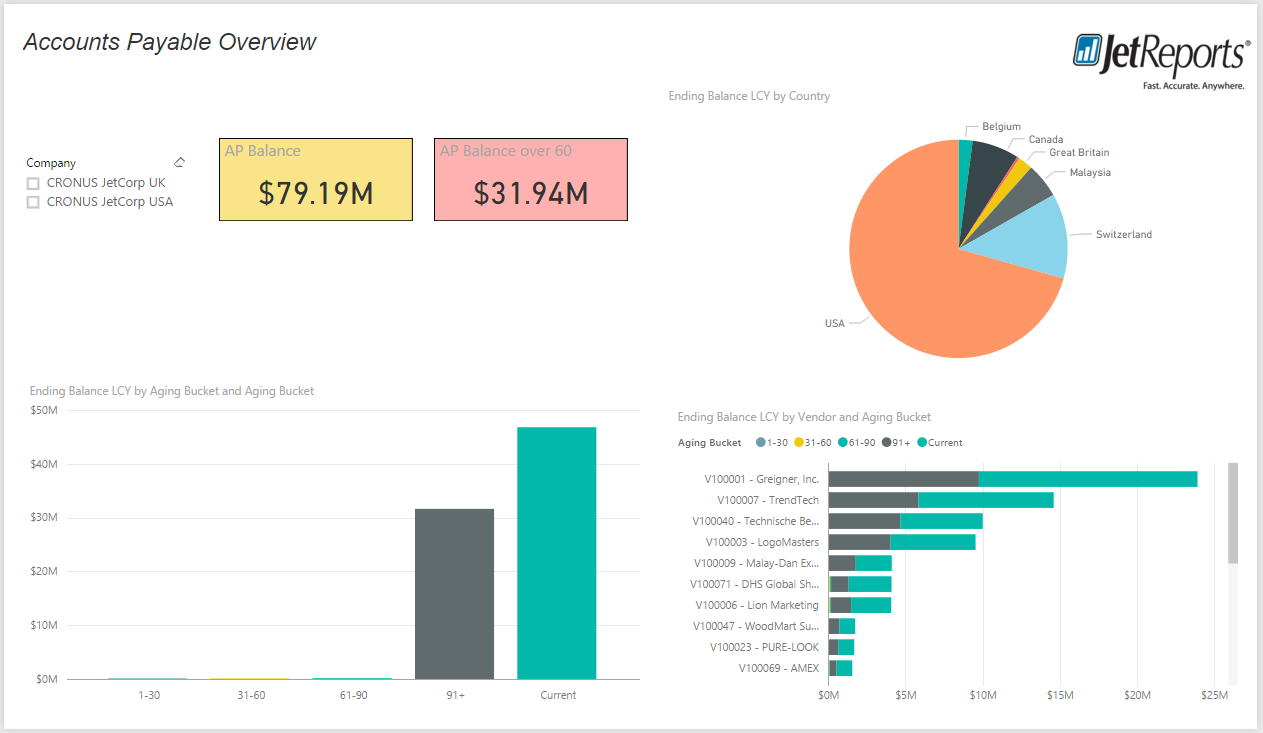 Accounts Payable Overview
JetReports®
Fast. Accurate. Anywhere.
Company
CRONUS JetCorp UK
CRONUS JetCorp USA
AP Balance
$79.19M
AP Balance over 60
$31.94M
Ending Balance LCY by Country
Belgium
Canada
Great Britain
Malaysia
Switzerland
USA
Ending Balance LCY by Aging Bucket and Aging Bucket
$50M
$40M
$30M
$20M
$10M
$0M
1-30 31-60 61-90 91+ Current
Ending Balance LCY by Vendor and Aging Bucket
Aging Bucket 1-30 31-60 61-90 91+ Current
V100001 - Greigner, Inc.
V100007 - TrendTech
V100040 - Technische Be...
V100003 - LogoMasters
V100009 - Malay-Dan Ex...
V100071 - DHS Global Sh...
V100006 - Lion Marketing
V100047 - WoodMart Su...
V100023 - PURE-LOOK
V100069 - AMEX
$0M $5M $10M $15M $20M $25M